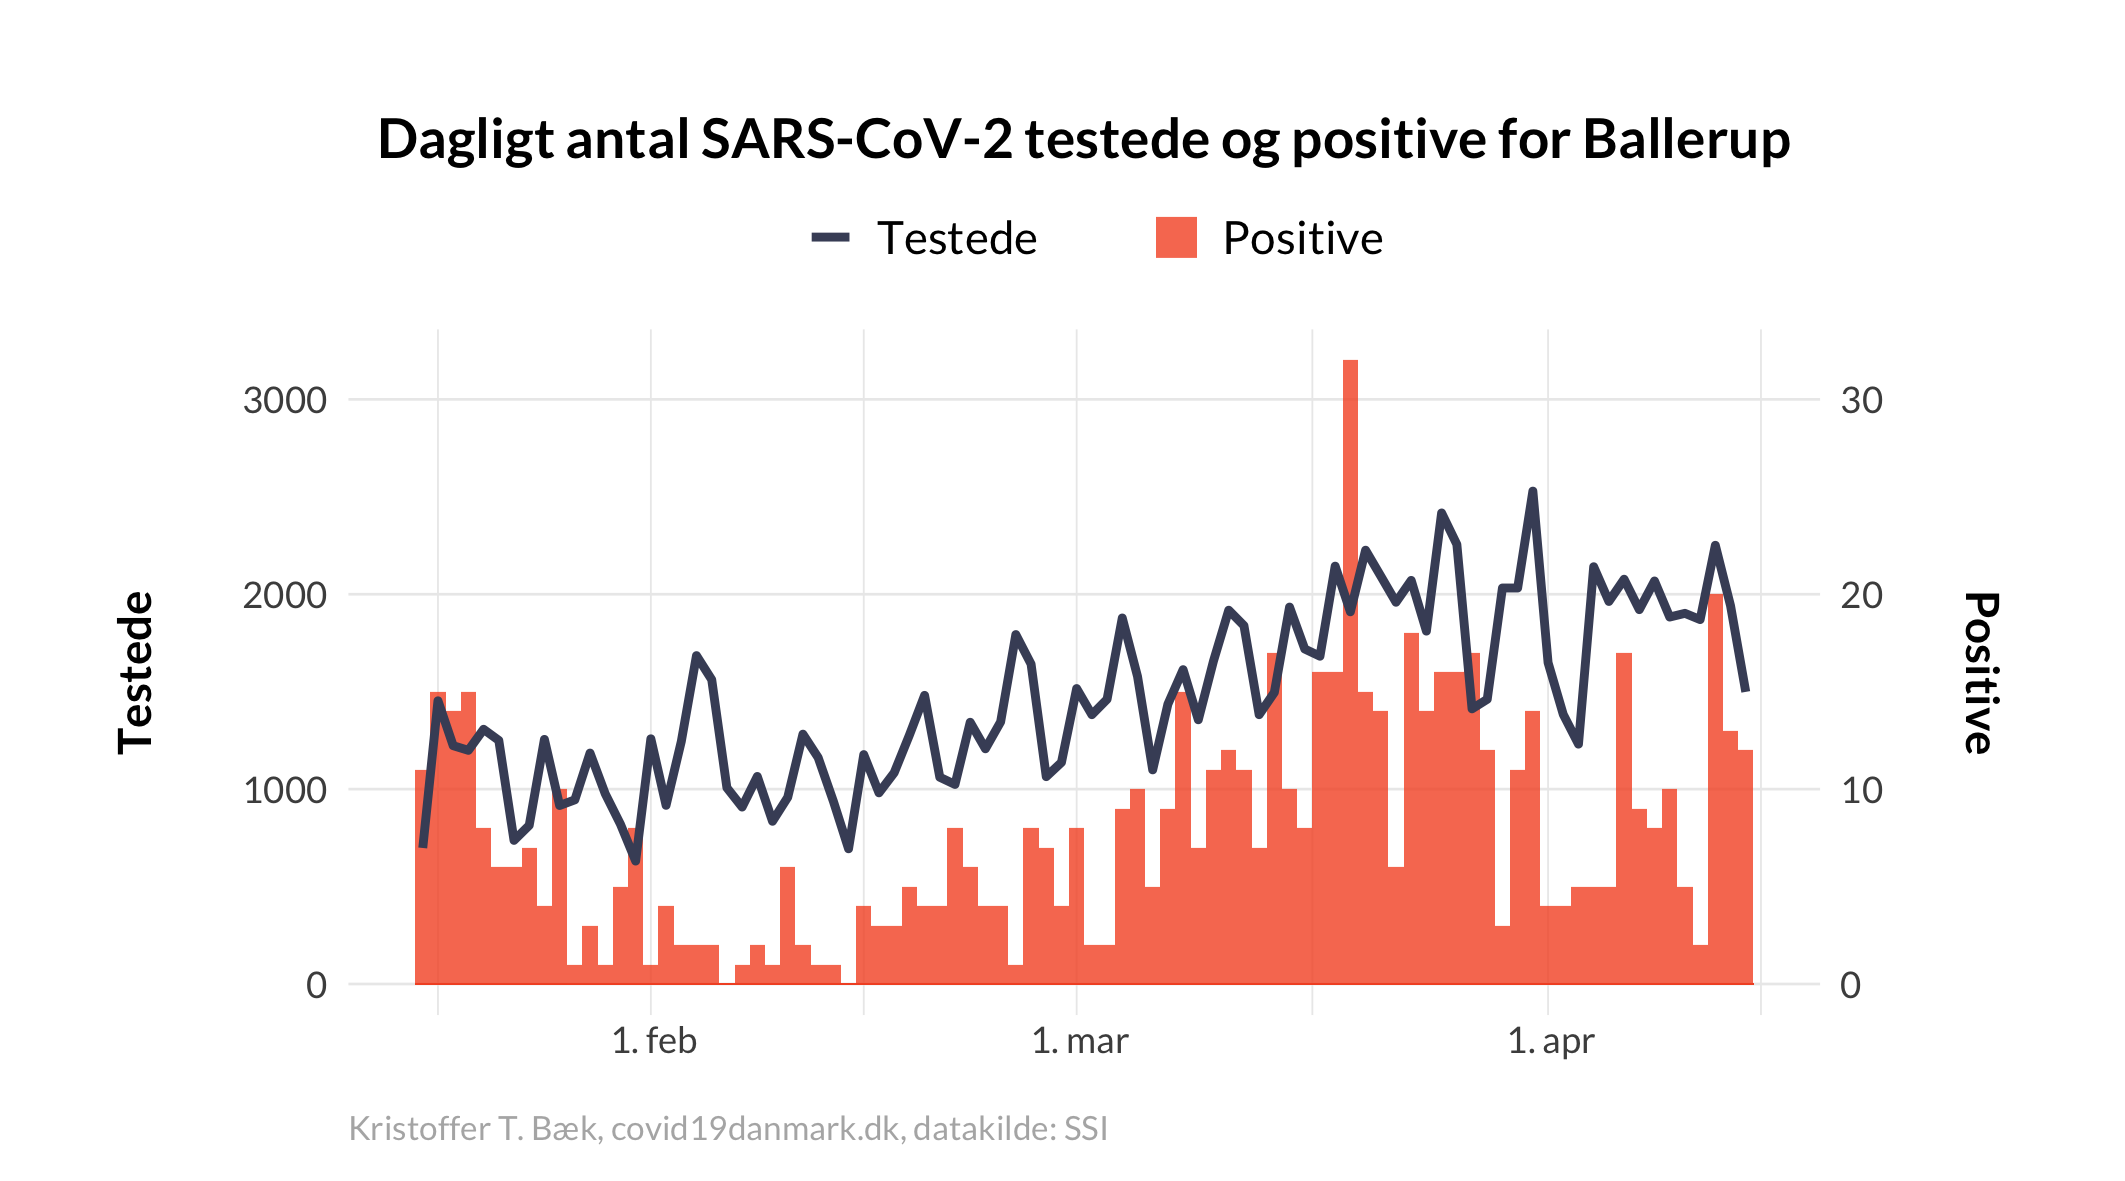 Dagligt antal SARS-CoV-2 testede og positive for Ballerup
Testede
Positive
3000
2000
1000
0
Testede
30
20
10
0
Positive
1. feb
1. mar
1. apr
Kristoffer T. Bæk, covid19danmark.dk, datakilde: SSI